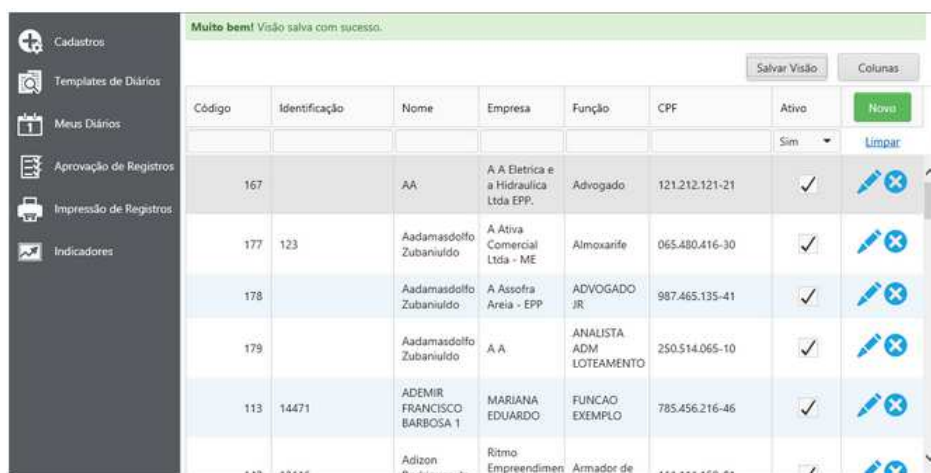 Muito bem! Visão salva com sucesso.
Cadastros
Templates de Diários
Meus Diários
1
Aprovação de Registros
Impressão de Registros
Indicadores
Salvar Visão Colunas
Código Identificação Nome Empresa Função CPF Ativo Novo
Sim Limpar
167 AA A A Eletrica e a Hidraulica Ltda EPP. Advogado 121.212.121-21
177 123 Aadamasdolfo Zubaniuldo A Ativa Comercial Ltda - ME Almoxarife 065.480.416-30
178 Aadamasdolfo Zubaniuldo A Assofra Areia - EPP ADVOGADO JR 987.465.135-41
179 Aadamasdolfo Zubaniuldo A A ANALISTA ADM LOTEAMENTO 250.514.065-10
113 14471 ADEMIR FRANCISCO BARBOSA 1 MARIANA EDUARDO FUNCAO EXEMPLO 785.456.216-46
Adizon Ritmo Empreendimen Armador de